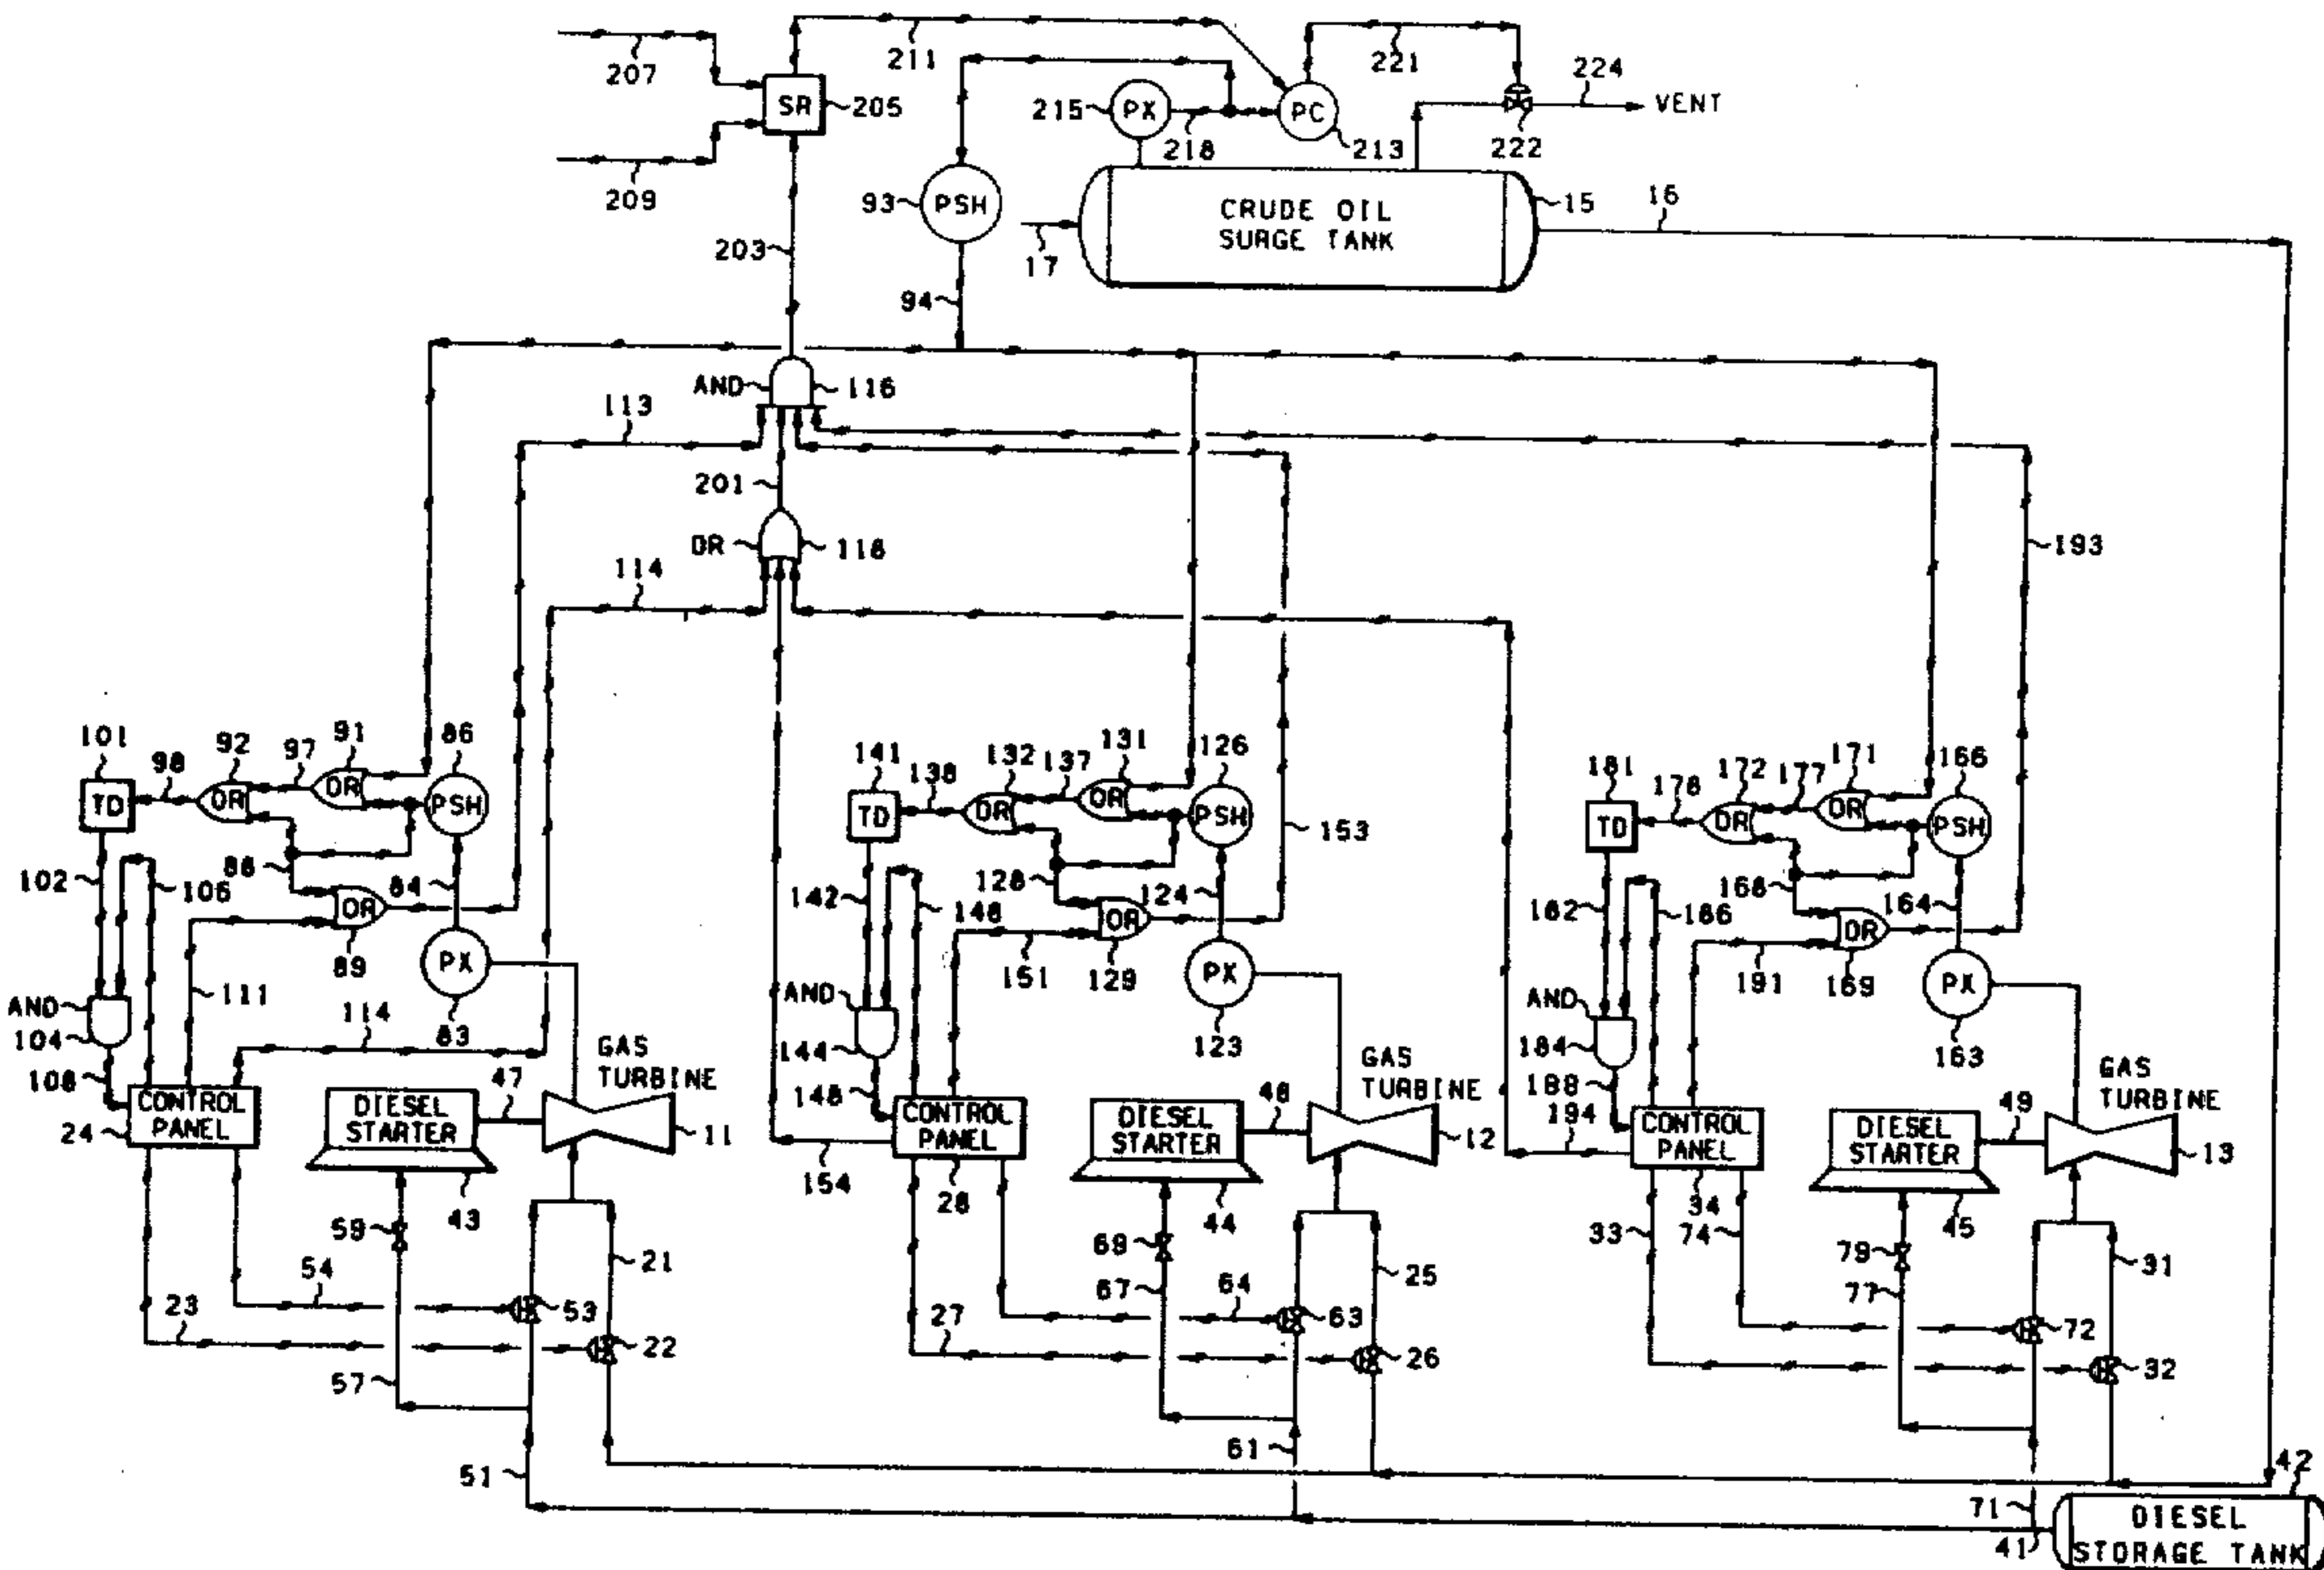 207
SR
205
209
203
211
PX
215
218
PC
213
221
222
224
VENT
93
PSH
94
17
CRUDE OIL
SURGE TANK
15
16
AND
116
113
201
OR
118
114
193
101
TD
98
92
OR
97
91
OR
86
PSH
102
106
88
84
OR
89
PX
83
AND
104
108
111
114
CONTROL
PANEL
24
DIESEL
STARTER
43
47
GAS
TURBINE
11
59
54
23
57
53
22
21
51
141
TD
138
132
OR
137
131
OR
126
PSH
153
142
146
128
124
OR
129
PX
123
AND
144
148
151
154
CONTROL
PANEL
28
DIESEL
STARTER
44
48
GAS
TURBINE
12
69
64
27
67
63
26
25
61
181
TD
178
172
OR
177
171
OR
166
PSH
182
186
168
164
OR
169
PX
163
AND
184
188
191
194
CONTROL
PANEL
34
33
74
DIESEL
STARTER
45
49
GAS
TURBINE
13
79
77
72
32
31
71
41
42
DIESEL
STORAGE TANK